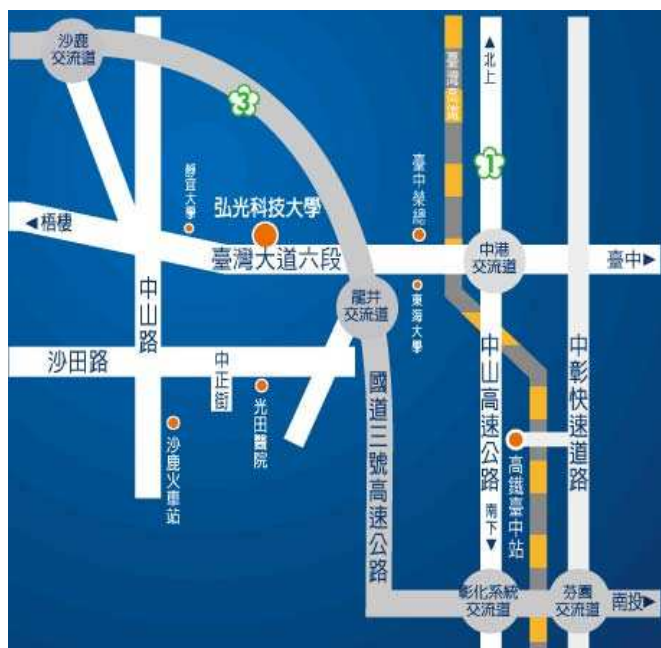 沙鹿
交流道
3
臺灣高鐵
▲北上
1
靜宜大學
弘光科技大學
臺中榮總
◀梧棲
臺灣大道六段
中港
交流道
臺中▶
東海大學
龍井
交流道
中山路
沙田路
中正街
光田醫院
沙鹿火車站
國道三號高速公路
中山高速公路
南下▼
中彰快速道路
高鐵臺中站
彰化系統
交流道
芬園
交流道
南投▶